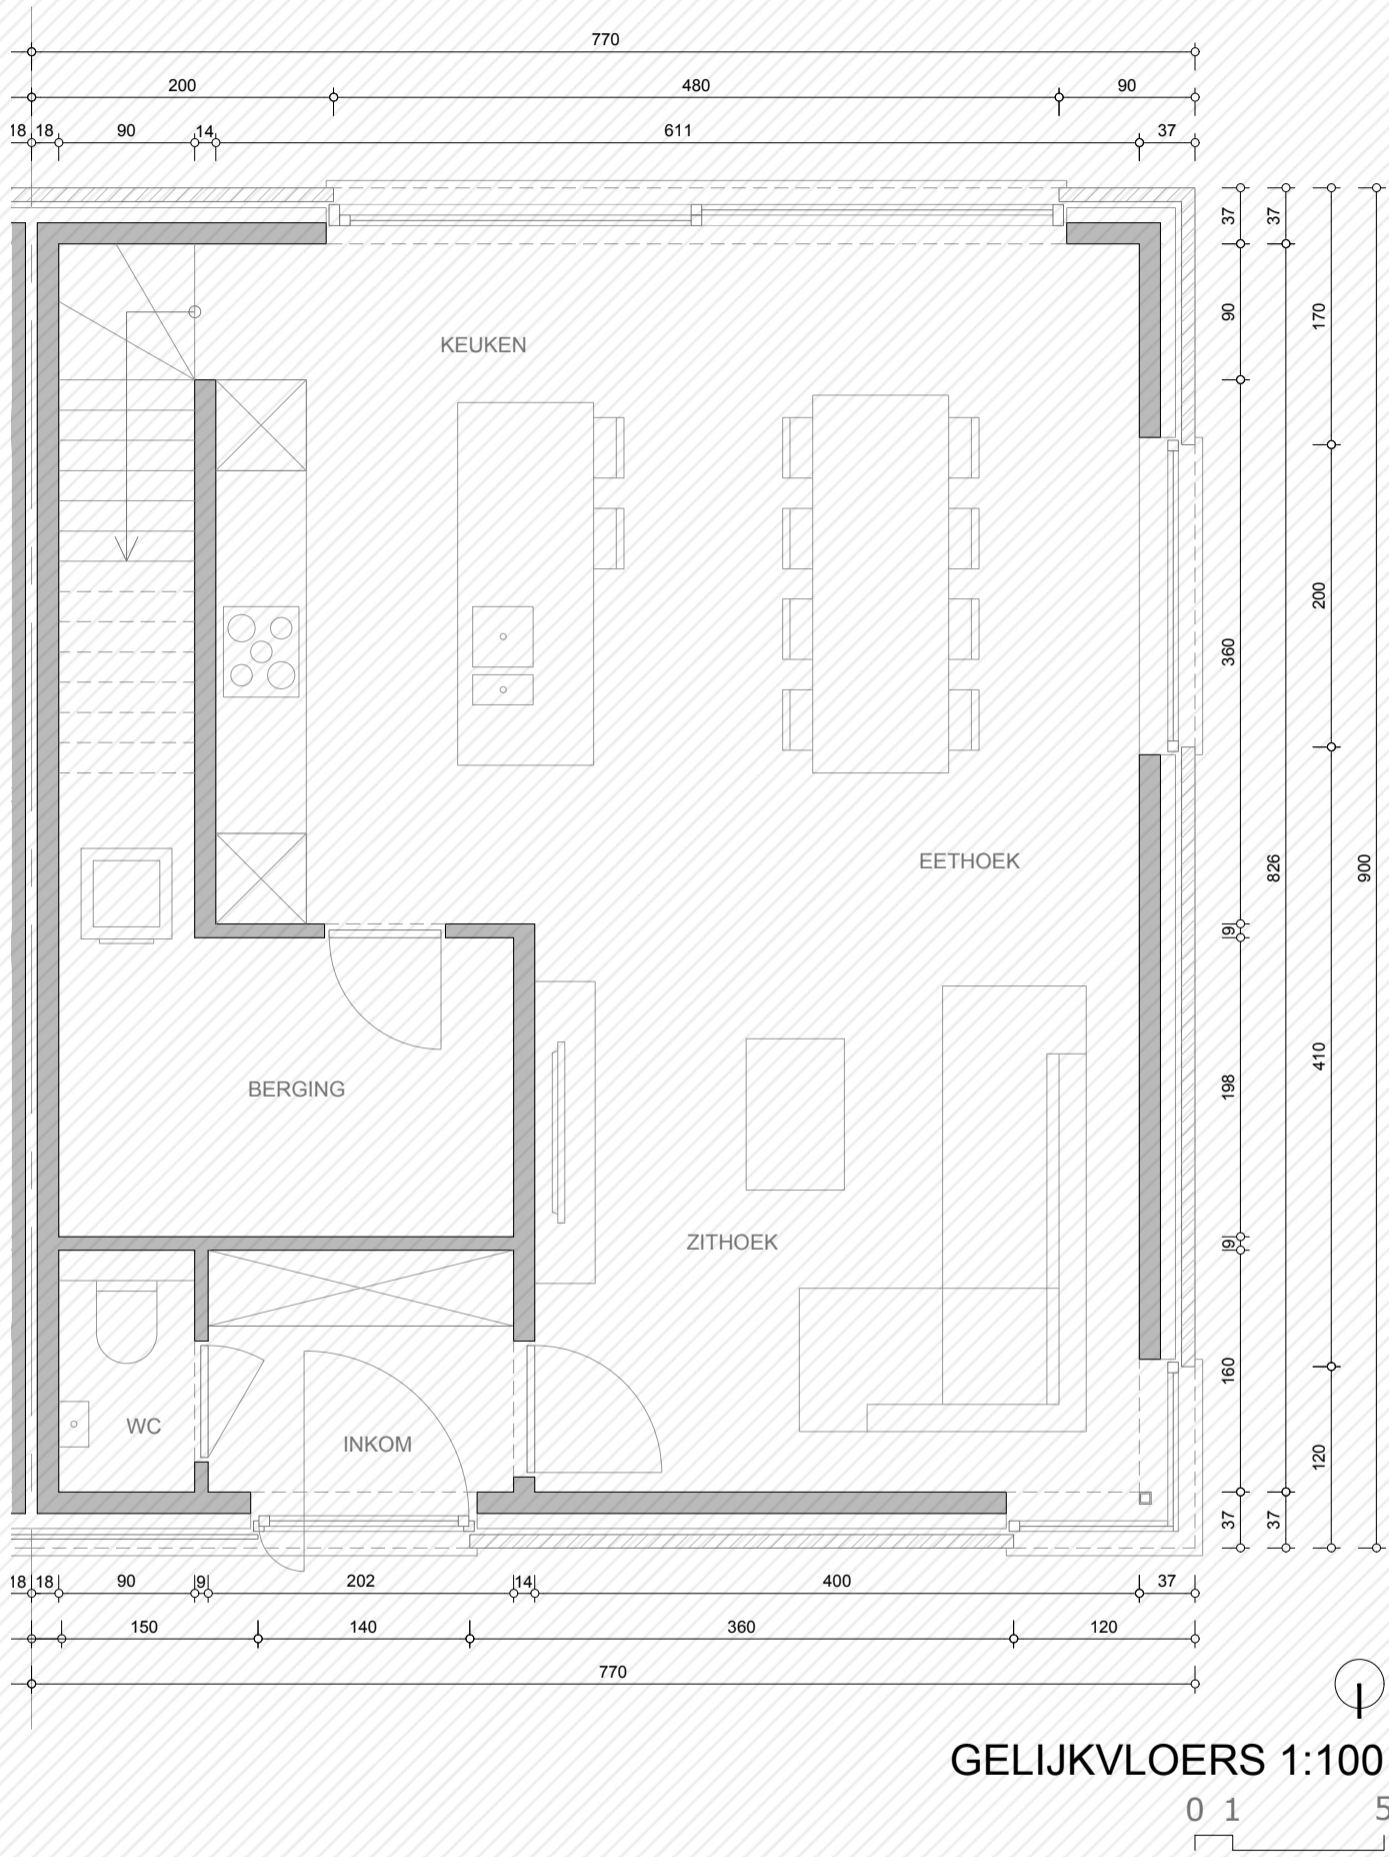 770
200 480 90
18 18 90 14 611 37
37 37
90 170
KEUKEN
200
360
EETHOEK 826 900
9
BERGING 198 410
ZITHOEK 9
160
WC INKOM 120
37 37
18 18 90 9 202 14 400 37
150 140 360 120
770
GELIJKVLOERS 1:100
0 1 5